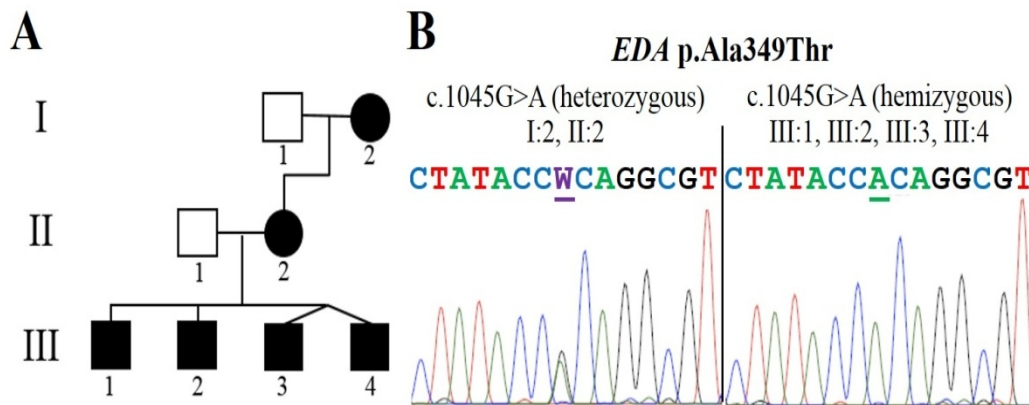 A
B
I
1
2
II
1
2
III
1
2
3
4
EDA p.Ala349Thr
c.1045G>A (heterozygous)
I:2, II:2
CTATACCWCAGGCGT
c.1045G>A (hemizygous)
III:1, III:2, III:3, III:4
CTATACCACAGGCGT